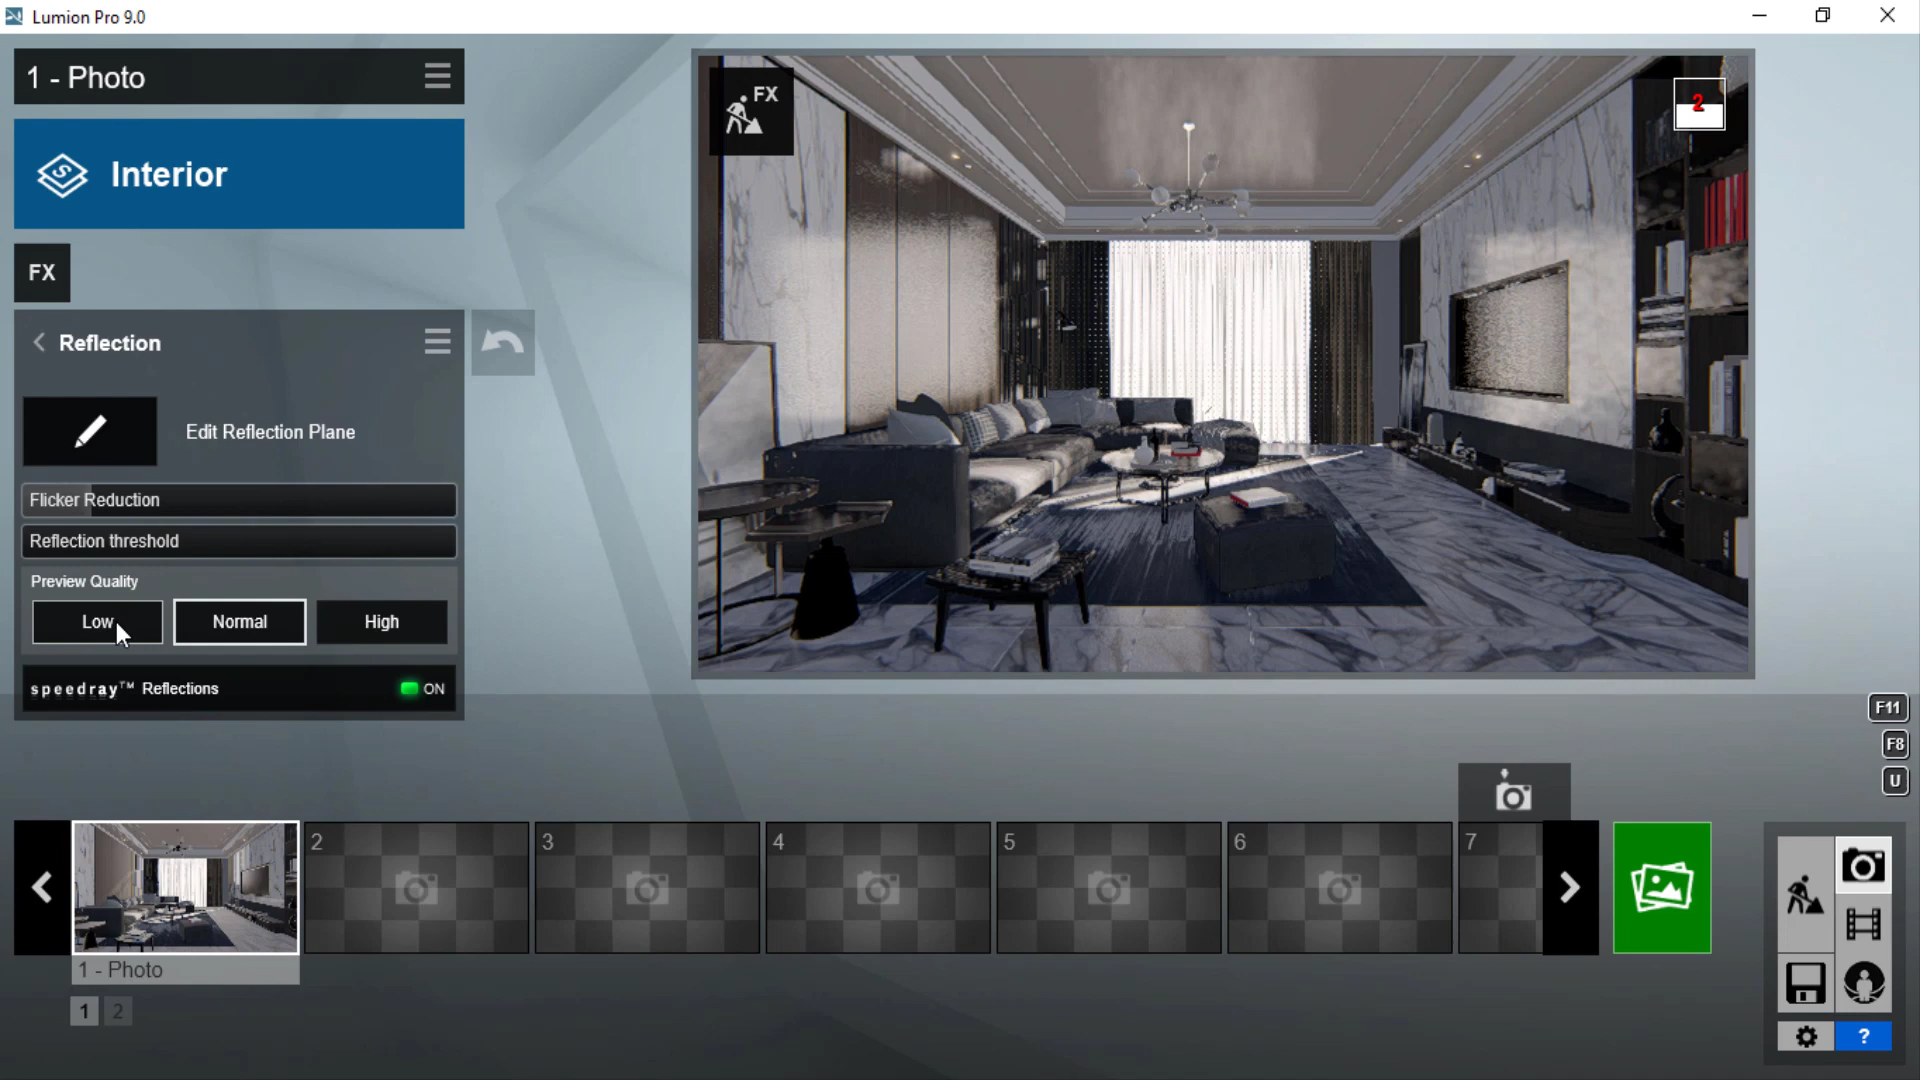 Lumion Pro 9.0
1 - Photo
Interior
FX
Reflection
Edit Reflection Plane
Flicker Reduction
Reflection threshold
Preview Quality
Low
Normal
High
speedray™ Reflections
ON
FX
2
F11
F8
U
2
3
4
5
6
7
1 - Photo
1
2
?